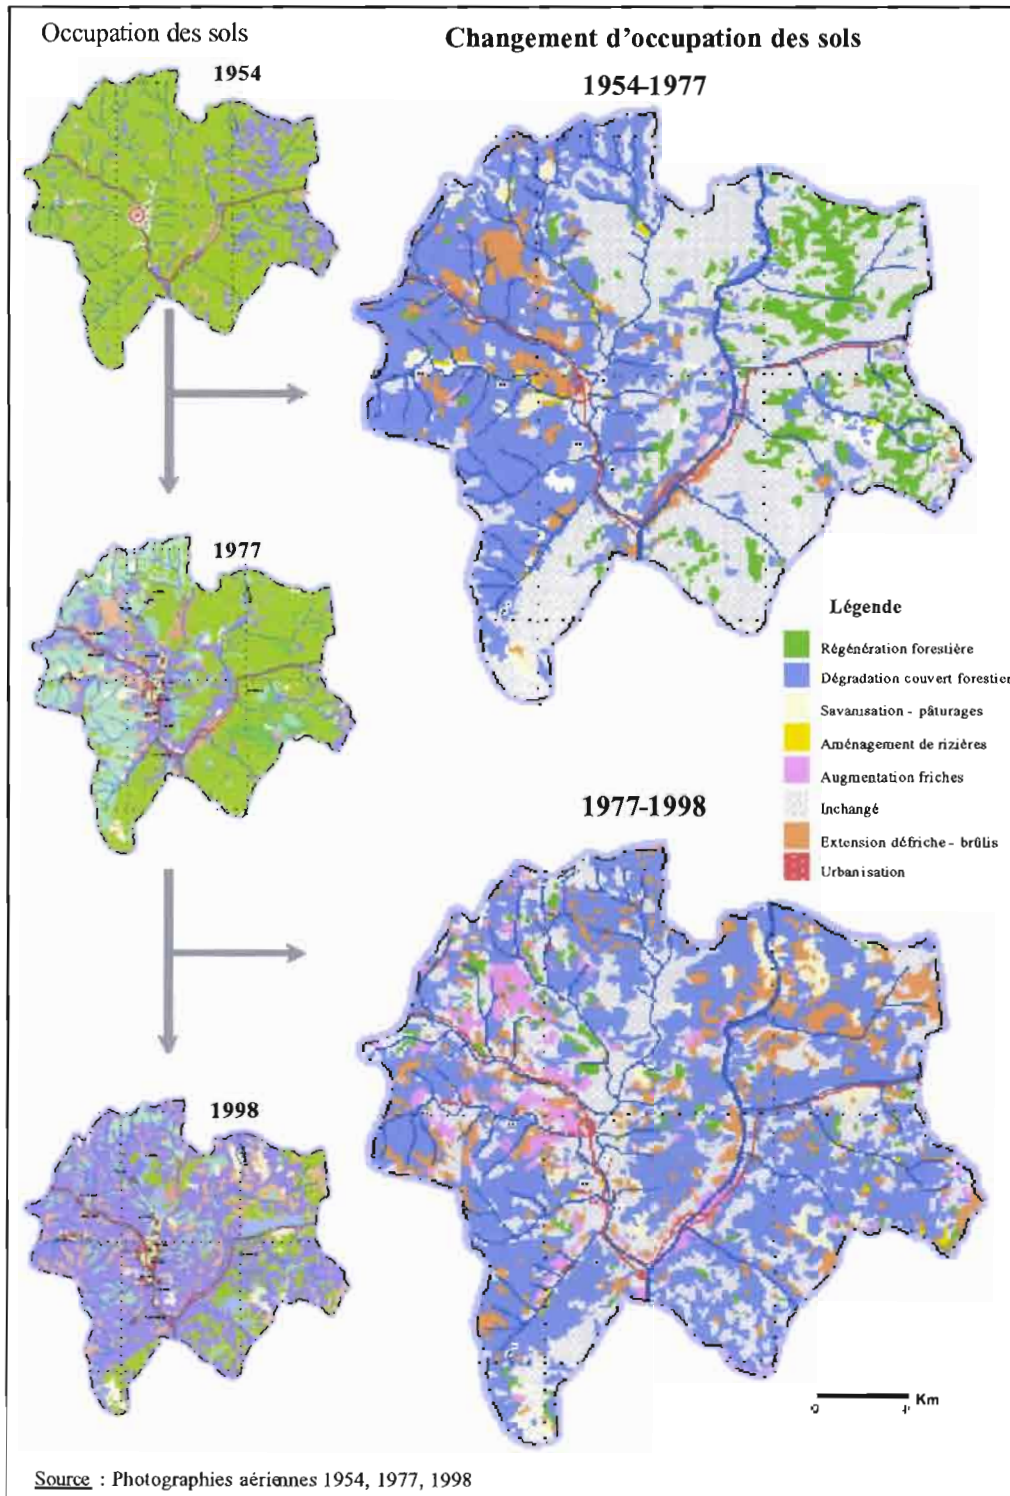 Occupation des sols
Changement d'occupation des sols
1954
1954-1977
1977
Légende
Régénération forestière
Dégradation couvert forestier
Savanisation - pâturages
Aménagement de rizières
Augmentation friches
Inchangé
Extension défriche - brûlis
Urbanisation
1977-1998
1998
Km
Source : Photographies aériennes 1954, 1977, 1998